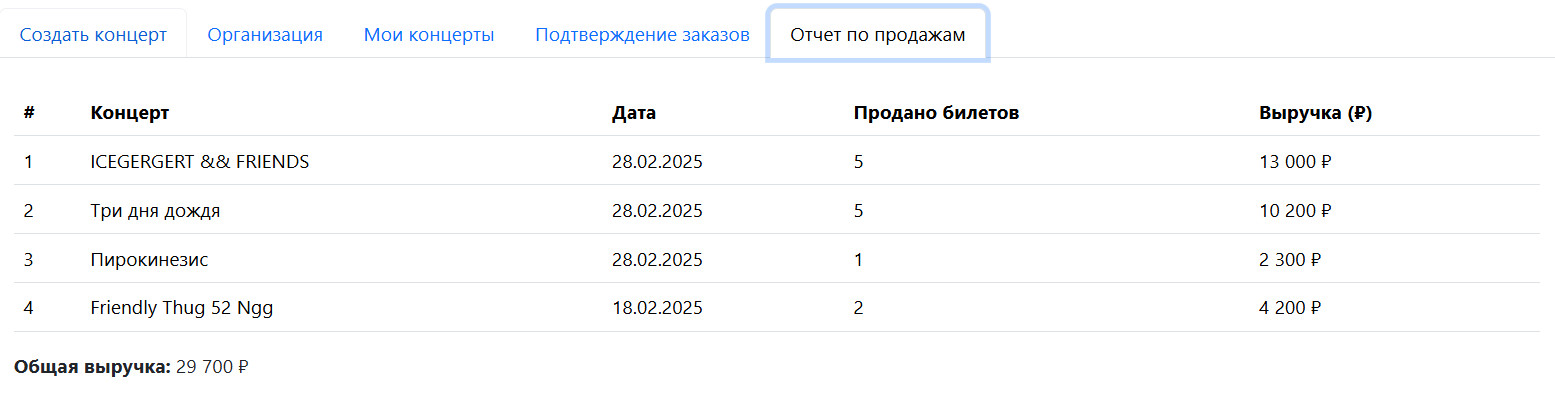 Создать концерт Организация Мои концерты Подтверждение заказов Отчет по продажам
# Концерт Дата Продано билетов Выручка (₽)
1 ICEGERGERT && FRIENDS 28.02.2025 5 13 000 ₽
2 Три дня дождя 28.02.2025 5 10 200 ₽
3 Пирокинезис 28.02.2025 1 2 300 ₽
4 Friendly Thug 52 Ngg 18.02.2025 2 4 200 ₽
Общая выручка: 29 700 ₽